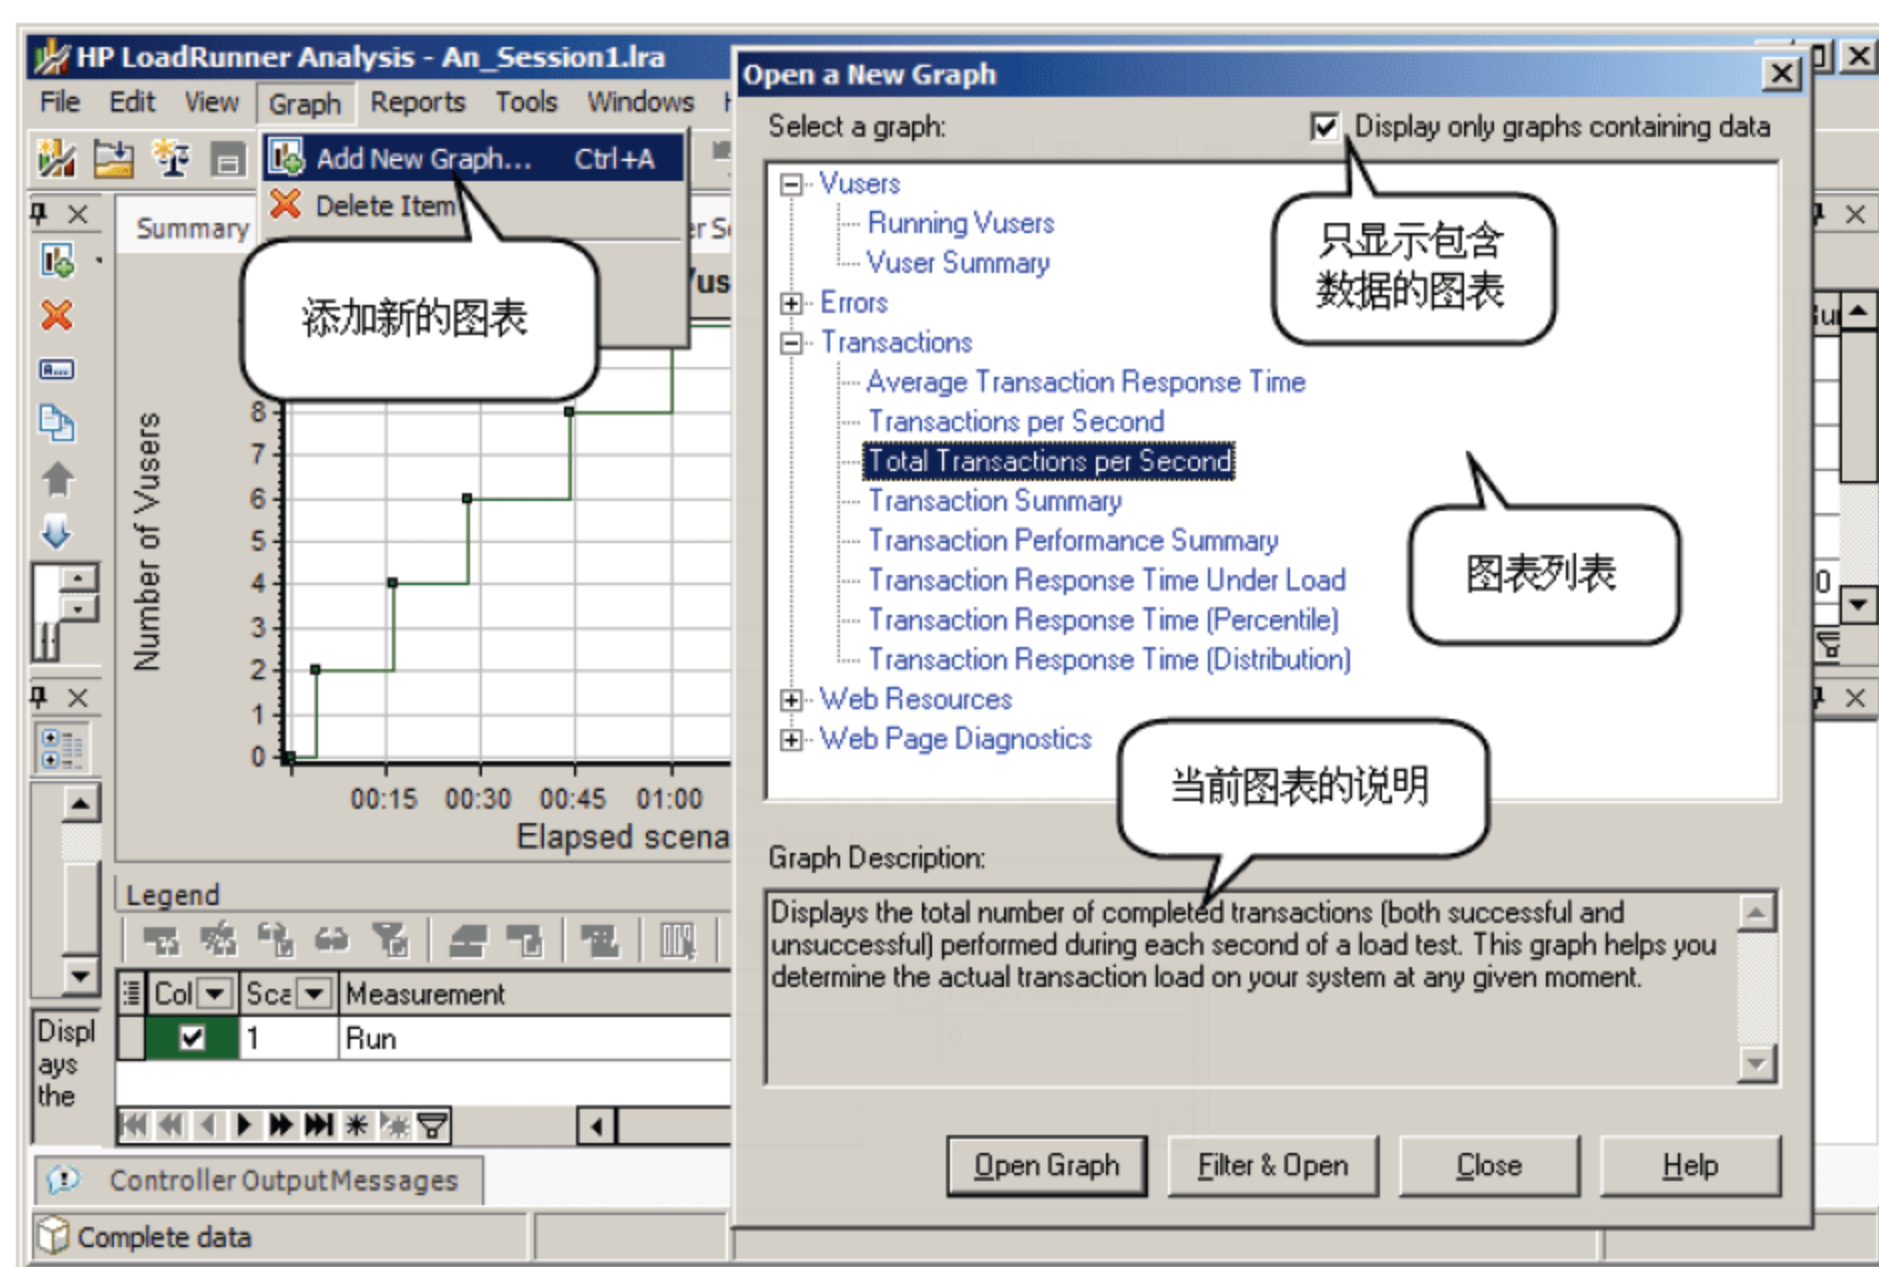 HP LoadRunner Analysis - An_Session1.lra
File Edit View Graph Reports Tools Windows
Add New Graph... Ctrl+A
Delete Item
Summary
添加新的图表
Number of Vusers
8
7
6
5
4
3
2
1
0
00:15 00:30 00:45 01:00
Elapsed scena
Legend
Col Sca Measurement
1 Run
Displ
ays
the
Controller Output Messages
Complete data
Open a New Graph
Select a graph:
Display only graphs containing data
只显示包含
数据的图表
Vusers
Running Vusers
Vuser Summary
Errors
Transactions
Average Transaction Response Time
Transactions per Second
Total Transactions per Second
Transaction Summary
Transaction Performance Summary
Transaction Response Time Under Load
Transaction Response Time (Percentile)
Transaction Response Time (Distribution)
Web Resources
Web Page Diagnostics
图表列表
当前图表的说明
Graph Description:
Displays the total number of completed transactions (both successful and
unsuccessful) performed during each second of a load test. This graph helps you
determine the actual transaction load on your system at any given moment.
Open Graph Filter & Open Close Help